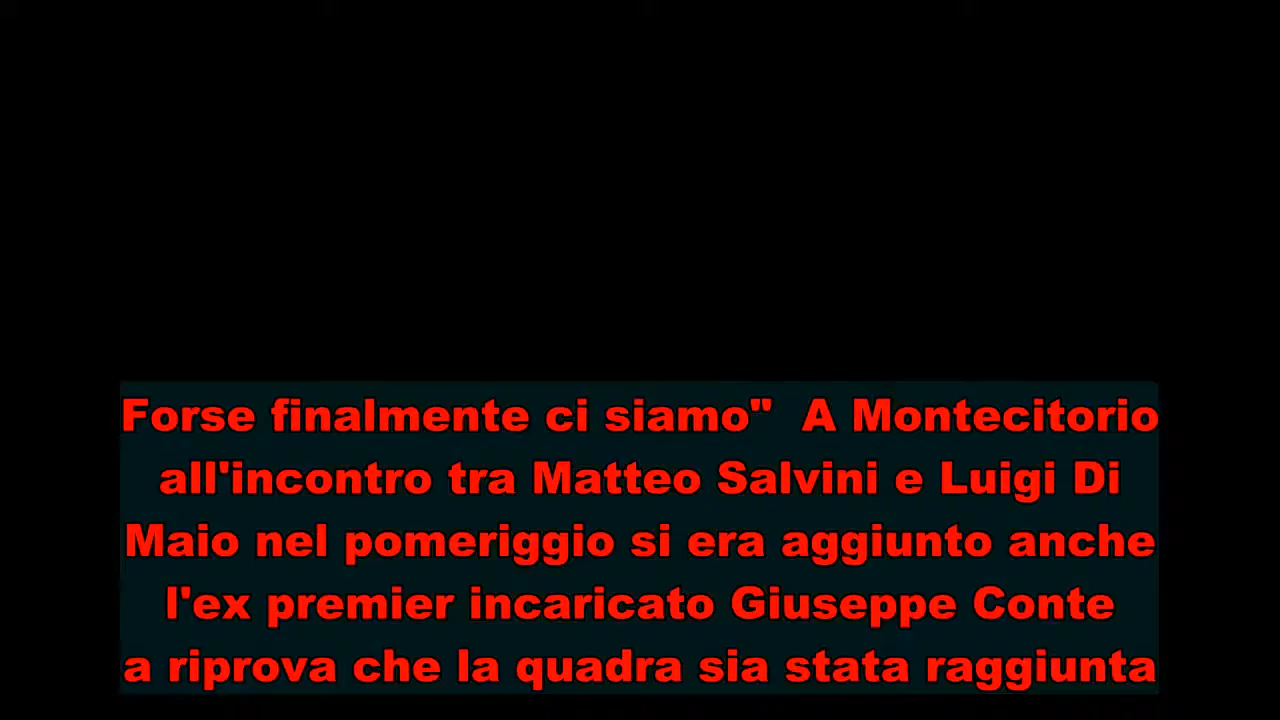 Forse finalmente ci siamo"  A Montecitorio
all'incontro tra Matteo Salvini e Luigi Di
Maio nel pomeriggio si era aggiunto anche
l'ex premier incaricato Giuseppe Conte
a riprova che la quadra sia stata raggiunta